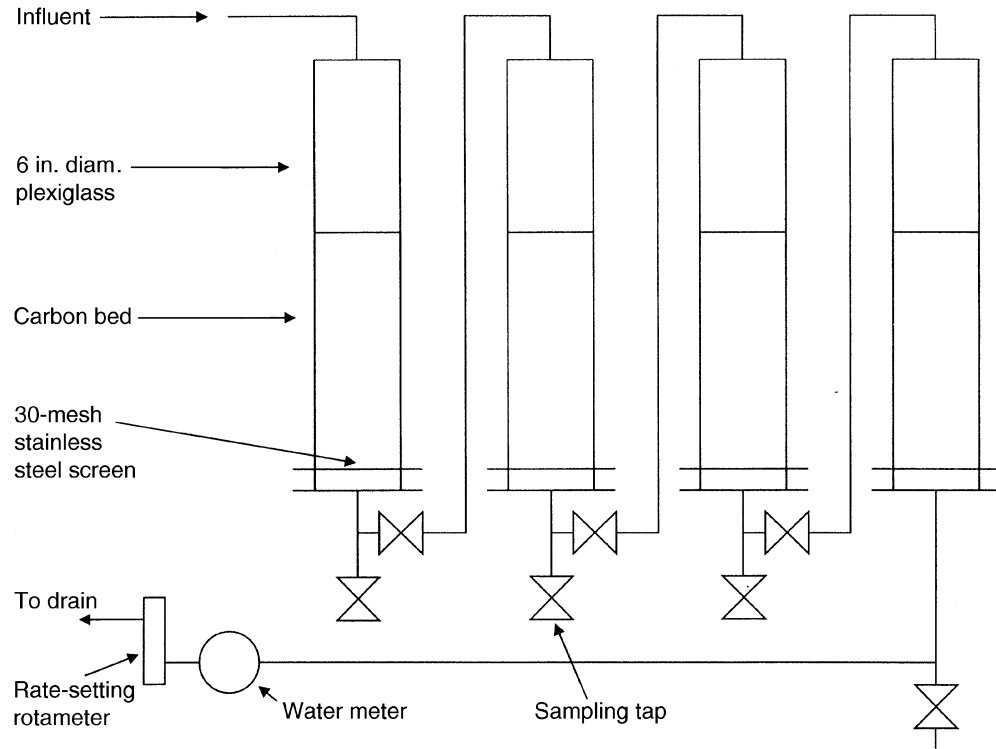 Influent
6 in. diam.
plexiglass
Carbon bed
30-mesh
stainless
steel screen
To drain
Rate-setting
rotameter
Water meter
Sampling tap